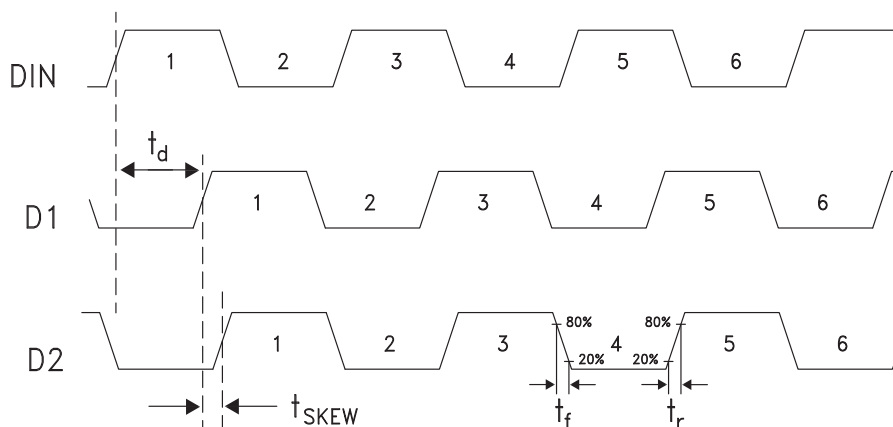 DIN 1 2 3 4 5 6
t_d
D1 1 2 3 4 5 6
80% 80%
D2 1 2 3 4 5 6
20% 20%
t_SKEW t_f t_r